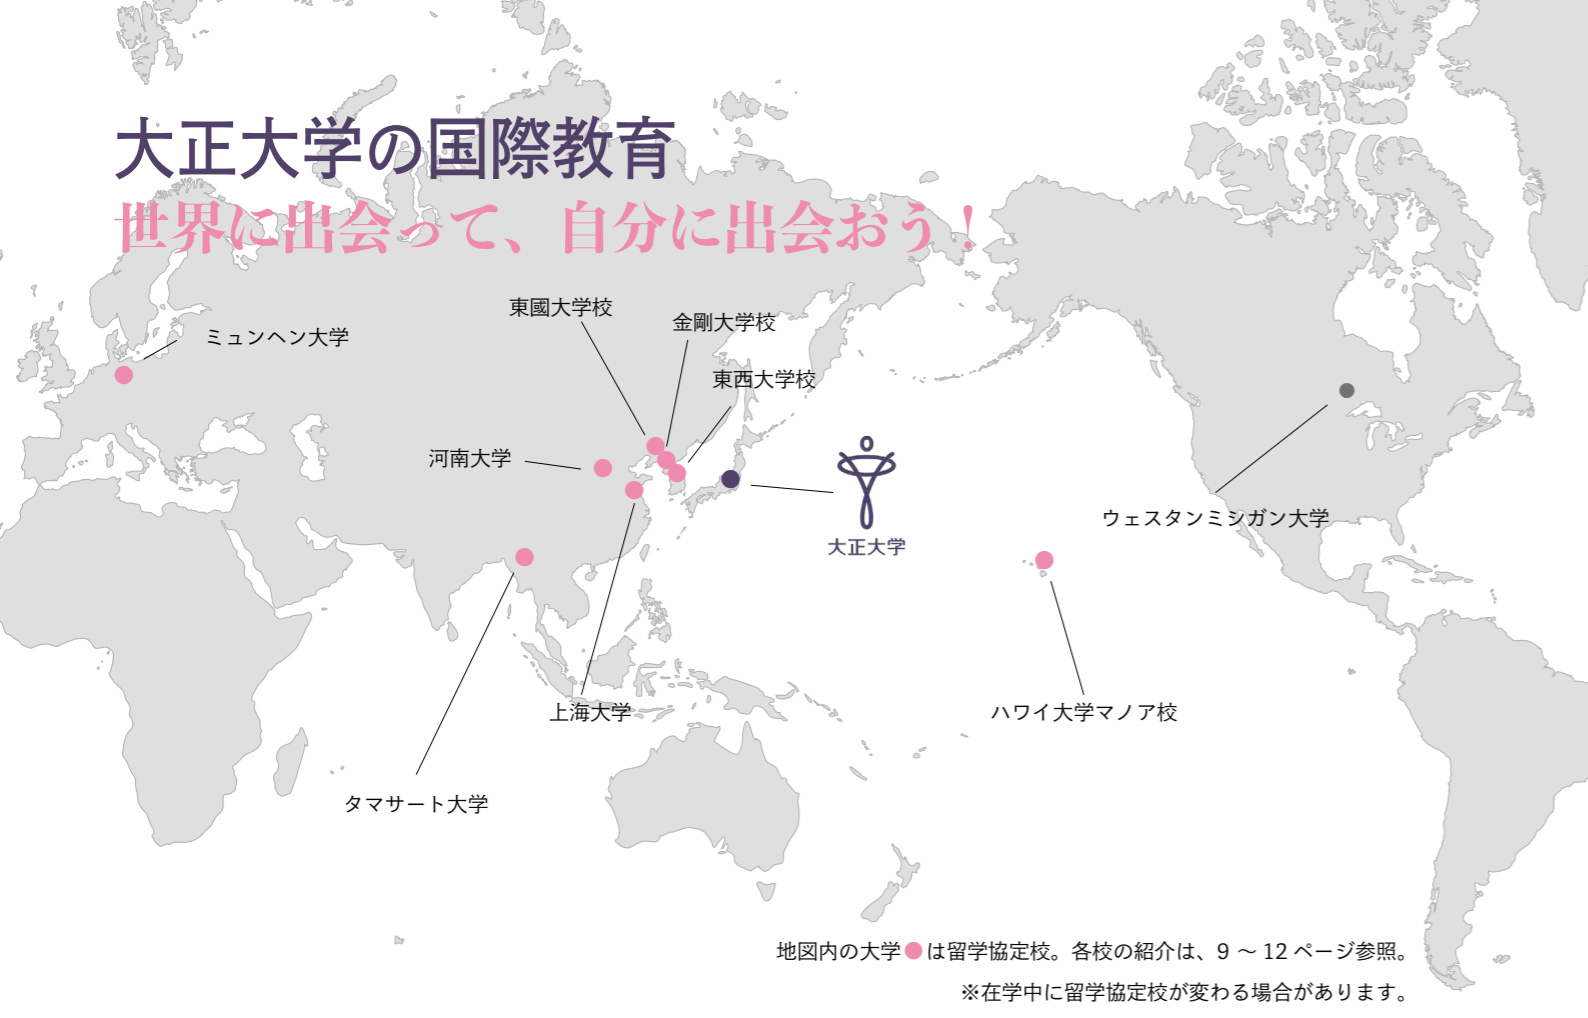 大正大学の国際教育
世界に出会って、自分に出会おう！
東國大学校
金剛大学校
ミュンヘン大学
東西大学校
河南大学
ウェスタンミシガン大学
大正大学
上海大学
ハワイ大学マノア校
タマサート大学
地図内の大学●は留学協定校。各校の紹介は、9 〜 12 ページ参照。
※在学中に留学協定校が変わる場合があります。